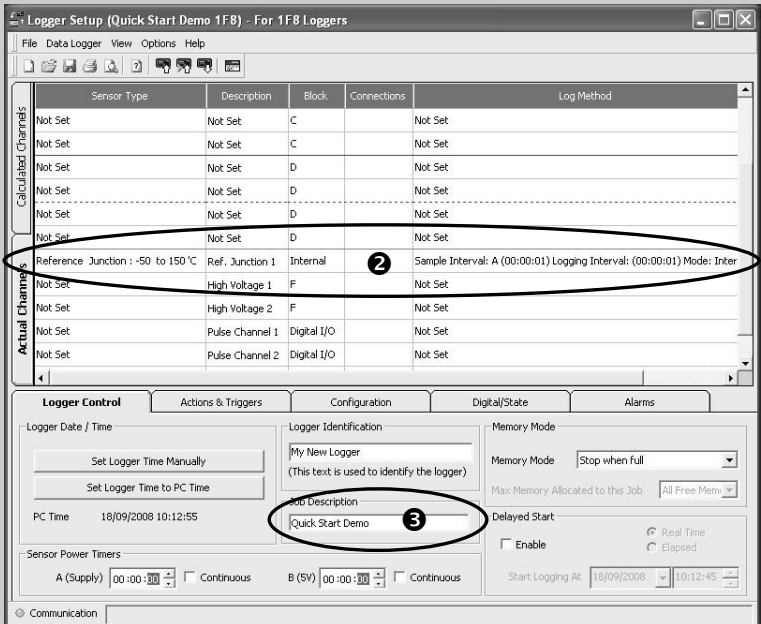 Logger Setup (Quick Start Demo 1F8) - For 1F8 Loggers
File Data Logger View Options Help
Calculated Channels
Actual Channels
Sensor Type Description Block Connections Log Method
Not Set Not Set C Not Set
Not Set Not Set C Not Set
Not Set Not Set D Not Set
Not Set Not Set D Not Set
Not Set Not Set D Not Set
Not Set Not Set D Not Set
Reference Junction : -50 to 150 °C Ref. Junction 1 Internal ❷ Sample Interval: A (00:00:01) Logging Interval: (00:00:01) Mode: Inter
Not Set High Voltage 1 F Not Set
Not Set High Voltage 2 F Not Set
Not Set Pulse Channel 1 Digital I/O Not Set
Not Set Pulse Channel 2 Digital I/O Not Set
Logger Control Actions & Triggers Configuration Digital/State Alarms
Logger Date / Time
Set Logger Time Manually
Set Logger Time to PC Time
PC Time 18/09/2008 10:12:55
Logger Identification
My New Logger
(This text is used to identify the logger)
Job Description
Quick Start Demo ❸
Memory Mode
Memory Mode Stop when full
Max Memory Allocated to this Job All Free Mem
Delayed Start
Enable
Real Time
Elapsed
Start Logging At 18/09/2008 10:12:45
Sensor Power Timers
A (Supply) 00:00:00 Continuous B (5V) 00:00:00 Continuous
Communication